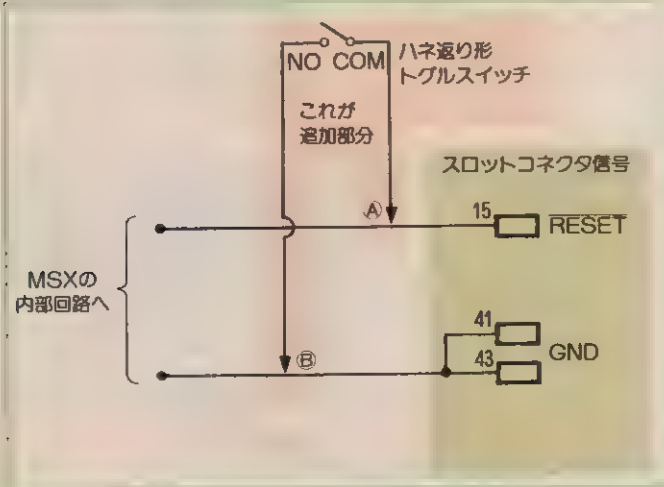 NO COM
ハネ返り形
トグルスイッチ
これが
追加部分
スロットコネクタ信号
Ⓐ
15
RESET
MSXの
内部回路へ
41
GND
43
Ⓑ